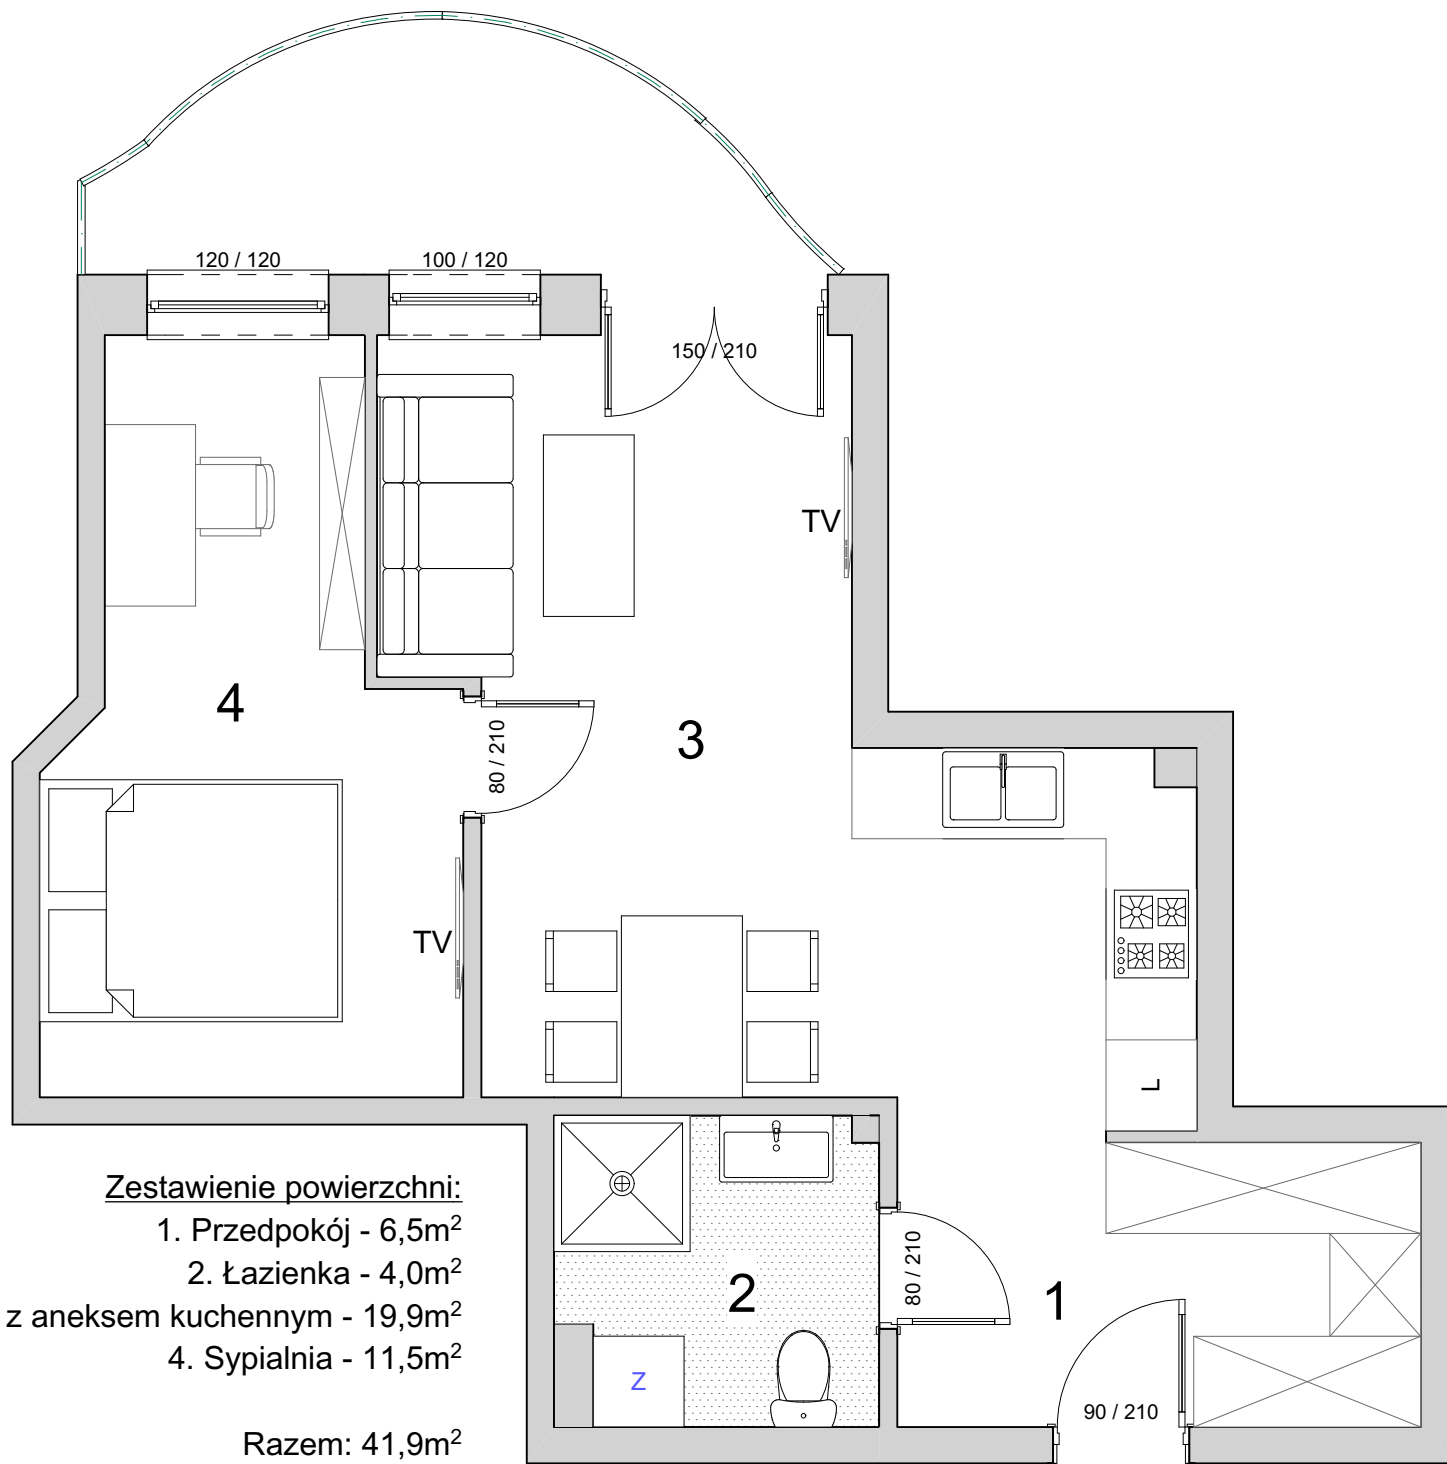 120 / 120
100 / 120
150 / 210
TV
4
3
80 / 210
TV
L
Zestawienie powierzchni:
1. Przedpokój - 6,5m²
2. Łazienka - 4,0m²
z aneksem kuchennym - 19,9m²
4. Sypialnia - 11,5m²
Razem: 41,9m²
2
80 / 210
1
Z
90 / 210